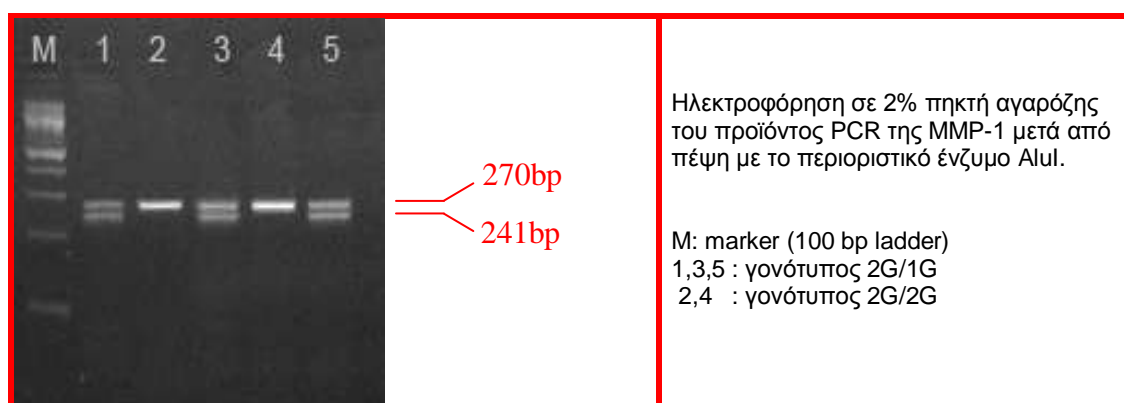 M 1 2 3 4 5
270bp
241bp
Ηλεκτροφόρηση σε 2% πηκτή αγαρόζης
του προϊόντος PCR της MMP-1 μετά από
πέψη με το περιοριστικό ένζυμο AluI.
M: marker (100 bp ladder)
1,3,5 : γονότυπος 2G/1G
2,4 : γονότυπος 2G/2G